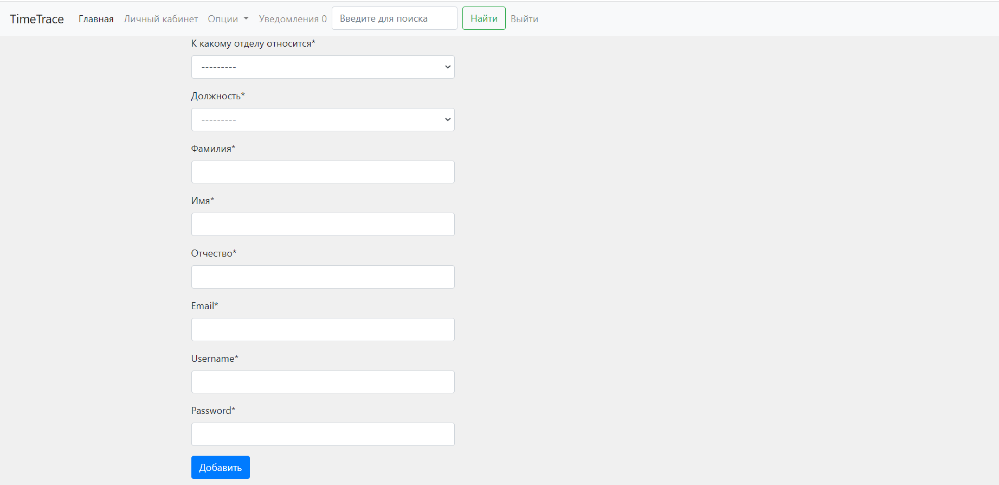 TimeTrace Главная Личный кабинет Опции Уведомления 0 Введите для поиска Найти Выйти
К какому отделу относится*
---------
Должность*
---------
Фамилия*
Имя*
Отчество*
Email*
Username*
Password*
Добавить